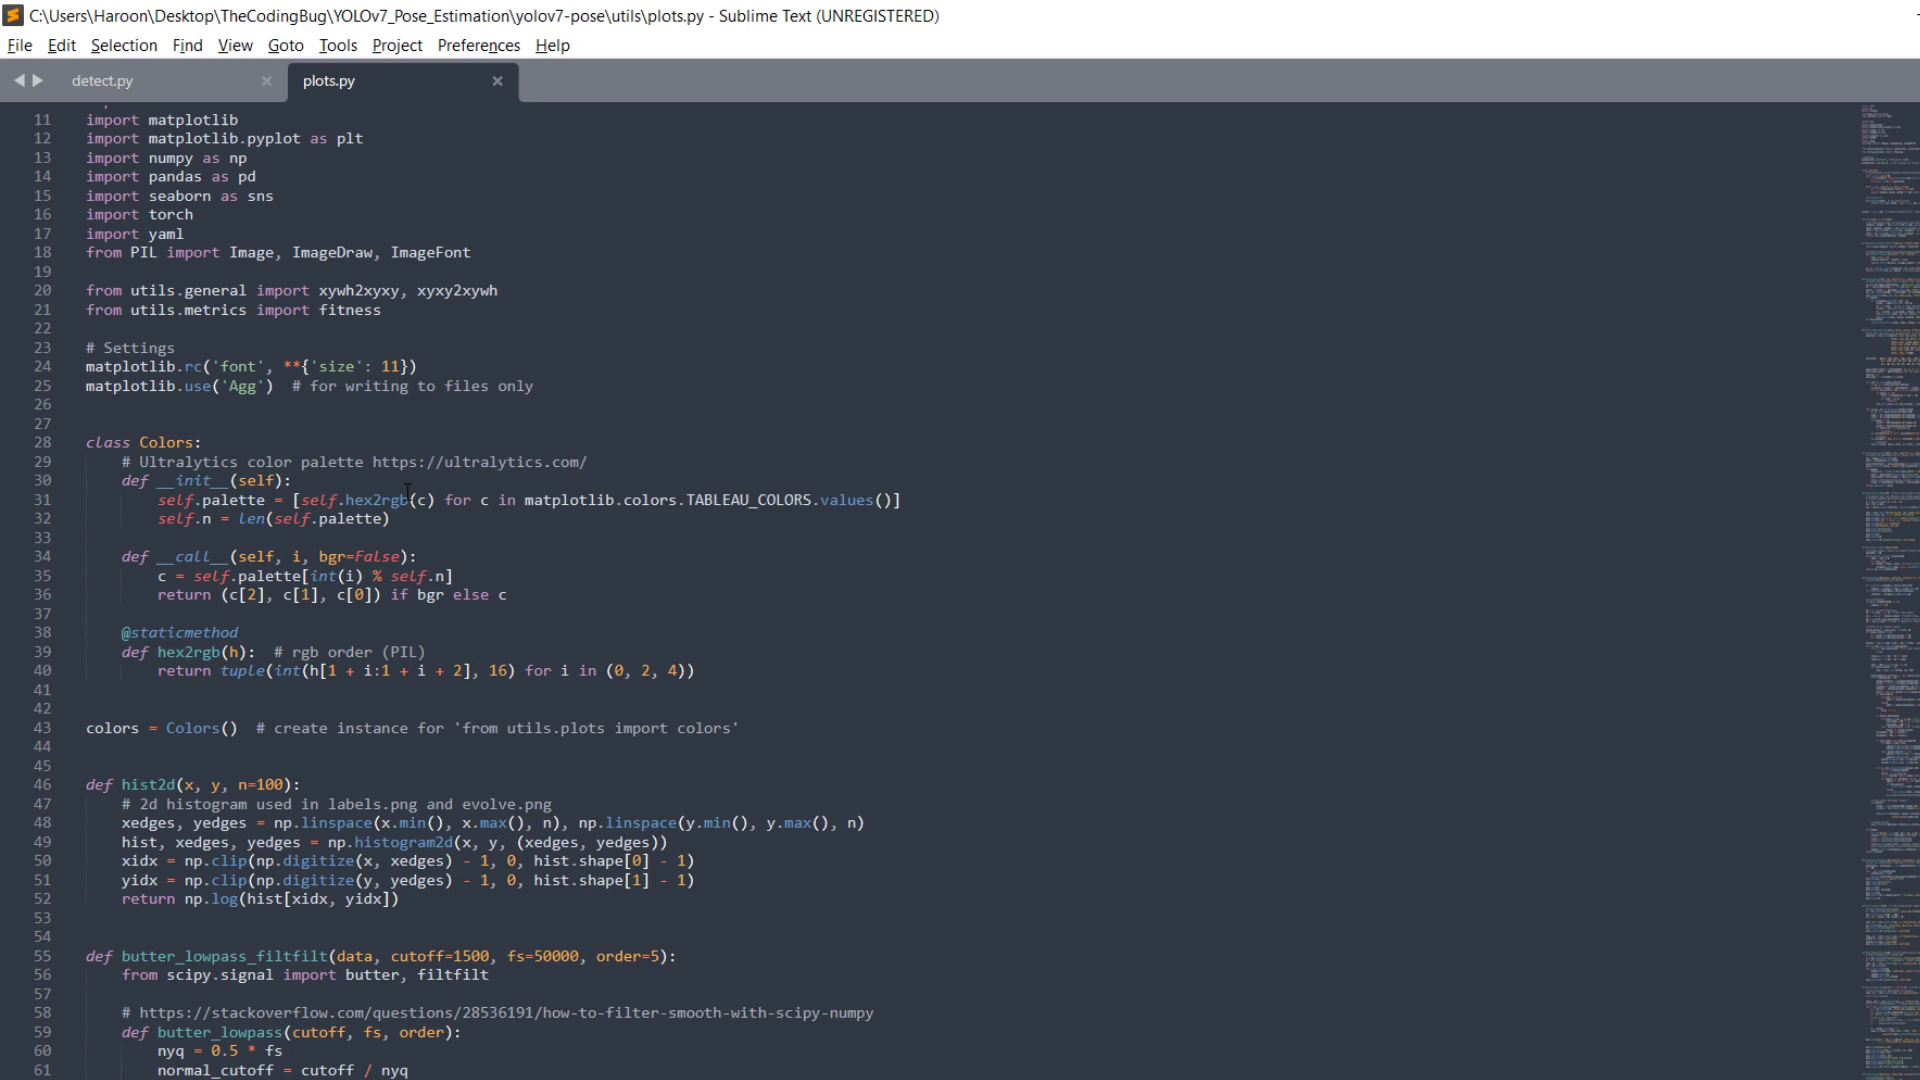 C:\Users\Haroon\Desktop\TheCodingBug\YOLOv7_Pose_Estimation\yolov7-pose\utils\plots.py - Sublime Text (UNREGISTERED)
File Edit Selection Find View Goto Tools Project Preferences Help
detect.py × plots.py ×
11 import matplotlib
12 import matplotlib.pyplot as plt
13 import numpy as np
14 import pandas as pd
15 import seaborn as sns
16 import torch
17 import yaml
18 from PIL import Image, ImageDraw, ImageFont
19
20 from utils.general import xywh2xyxy, xyxy2xywh
21 from utils.metrics import fitness
22
23 # Settings
24 matplotlib.rc('font', **{'size': 11})
25 matplotlib.use('Agg')  # for writing to files only
26
27
28 class Colors:
29     # Ultralytics color palette https://ultralytics.com/
30     def __init__(self):
31         self.palette = [self.hex2rgb(c) for c in matplotlib.colors.TABLEAU_COLORS.values()]
32         self.n = len(self.palette)
33
34     def __call__(self, i, bgr=False):
35         c = self.palette[int(i) % self.n]
36         return (c[2], c[1], c[0]) if bgr else c
37
38     @staticmethod
39     def hex2rgb(h):  # rgb order (PIL)
40         return tuple(int(h[1 + i:1 + i + 2], 16) for i in (0, 2, 4))
41
42
43 colors = Colors()  # create instance for 'from utils.plots import colors'
44
45
46 def hist2d(x, y, n=100):
47     # 2d histogram used in labels.png and evolve.png
48     xedges, yedges = np.linspace(x.min(), x.max(), n), np.linspace(y.min(), y.max(), n)
49     hist, xedges, yedges = np.histogram2d(x, y, (xedges, yedges))
50     xidx = np.clip(np.digitize(x, xedges) - 1, 0, hist.shape[0] - 1)
51     yidx = np.clip(np.digitize(y, yedges) - 1, 0, hist.shape[1] - 1)
52     return np.log(hist[xidx, yidx])
53
54
55 def butter_lowpass_filtfilt(data, cutoff=1500, fs=50000, order=5):
56     from scipy.signal import butter, filtfilt
57
58     # https://stackoverflow.com/questions/28536191/how-to-filter-smooth-with-scipy-numpy
59     def butter_lowpass(cutoff, fs, order):
60         nyq = 0.5 * fs
61         normal_cutoff = cutoff / nyq